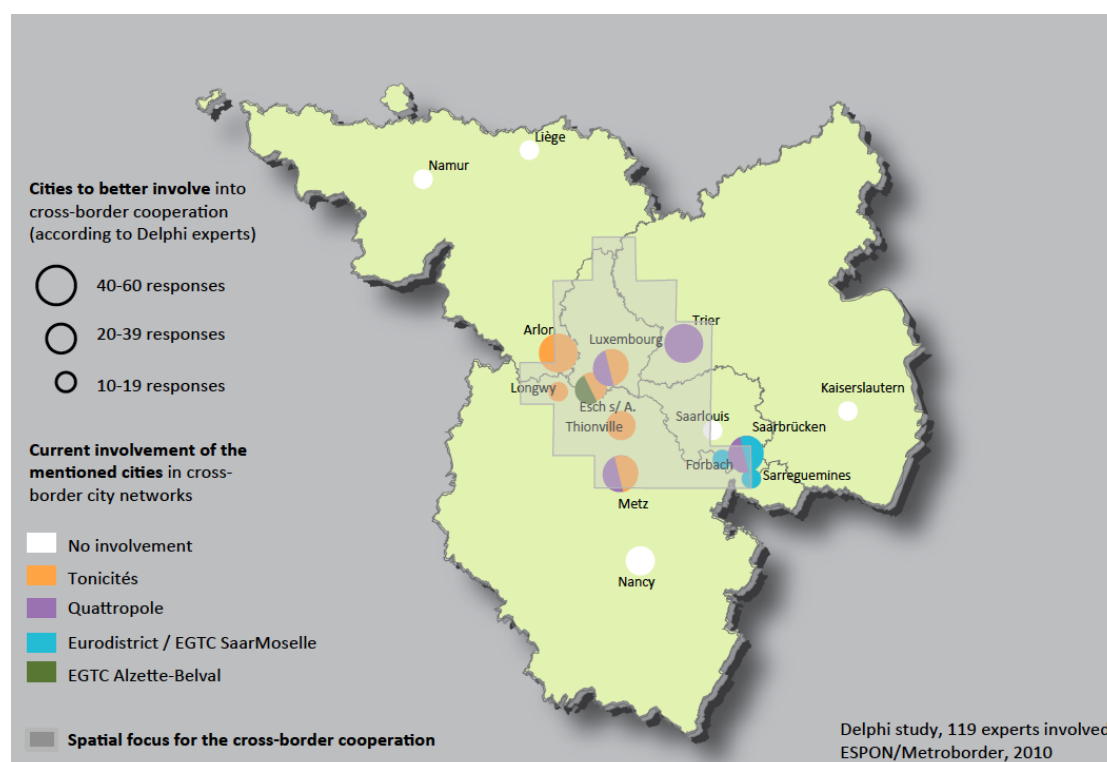 Liège
Namur
Cities to better involve into
cross-border cooperation
(according to Delphi experts)
40-60 responses
20-39 responses
10-19 responses
Current involvement of the
mentioned cities in cross-
border city networks
No involvement
Tonicités
Quattropole
Eurodistrict / EGTC SaarMoselle
EGTC Alzette-Belval
Spatial focus for the cross-border cooperation
Arlon
Trier
Luxembourg
Longwy
Esch s/ A.
Thionville
Kaiserslautern
Saarlouis
Saarbrücken
Forbach
Sarreguemines
Metz
Nancy
Delphi study, 119 experts involved
ESPON/Metroborder, 2010